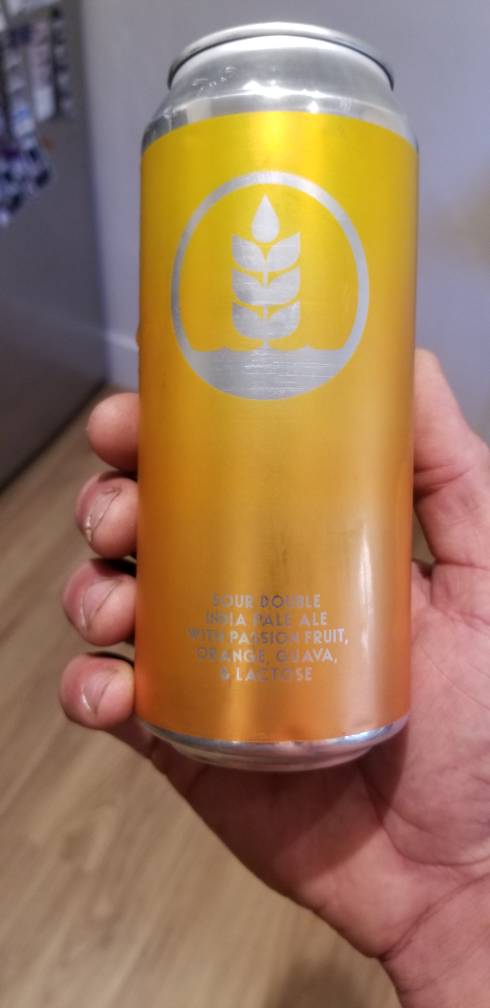 SOUR DOUBLE
INDIA PALE ALE
WITH PASSION FRUIT,
ORANGE, GUAVA,
& LACTOSE